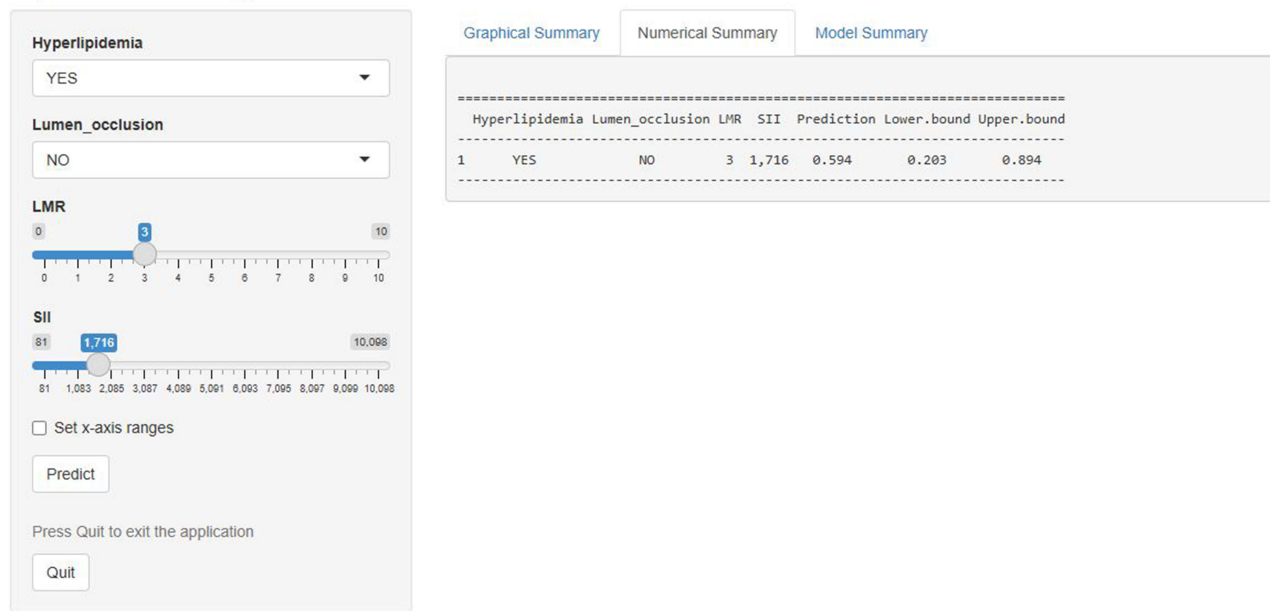 Hyperlipidemia
YES
Lumen_occlusion
NO
LMR
0 3 10
0 1 2 3 4 5 6 7 8 9 10
SII
81 1,716 10,098
81 1,083 2,085 3,087 4,089 5,091 6,093 7,095 8,097 9,099 10,098
Set x-axis ranges
Predict
Press Quit to exit the application
Quit
Graphical Summary Numerical Summary Model Summary
=============================================================================
Hyperlipidemia Lumen_occlusion LMR SII Prediction Lower.bound Upper.bound
-----------------------------------------------------------------------------
1 YES NO 3 1,716 0.594 0.203 0.894
-----------------------------------------------------------------------------